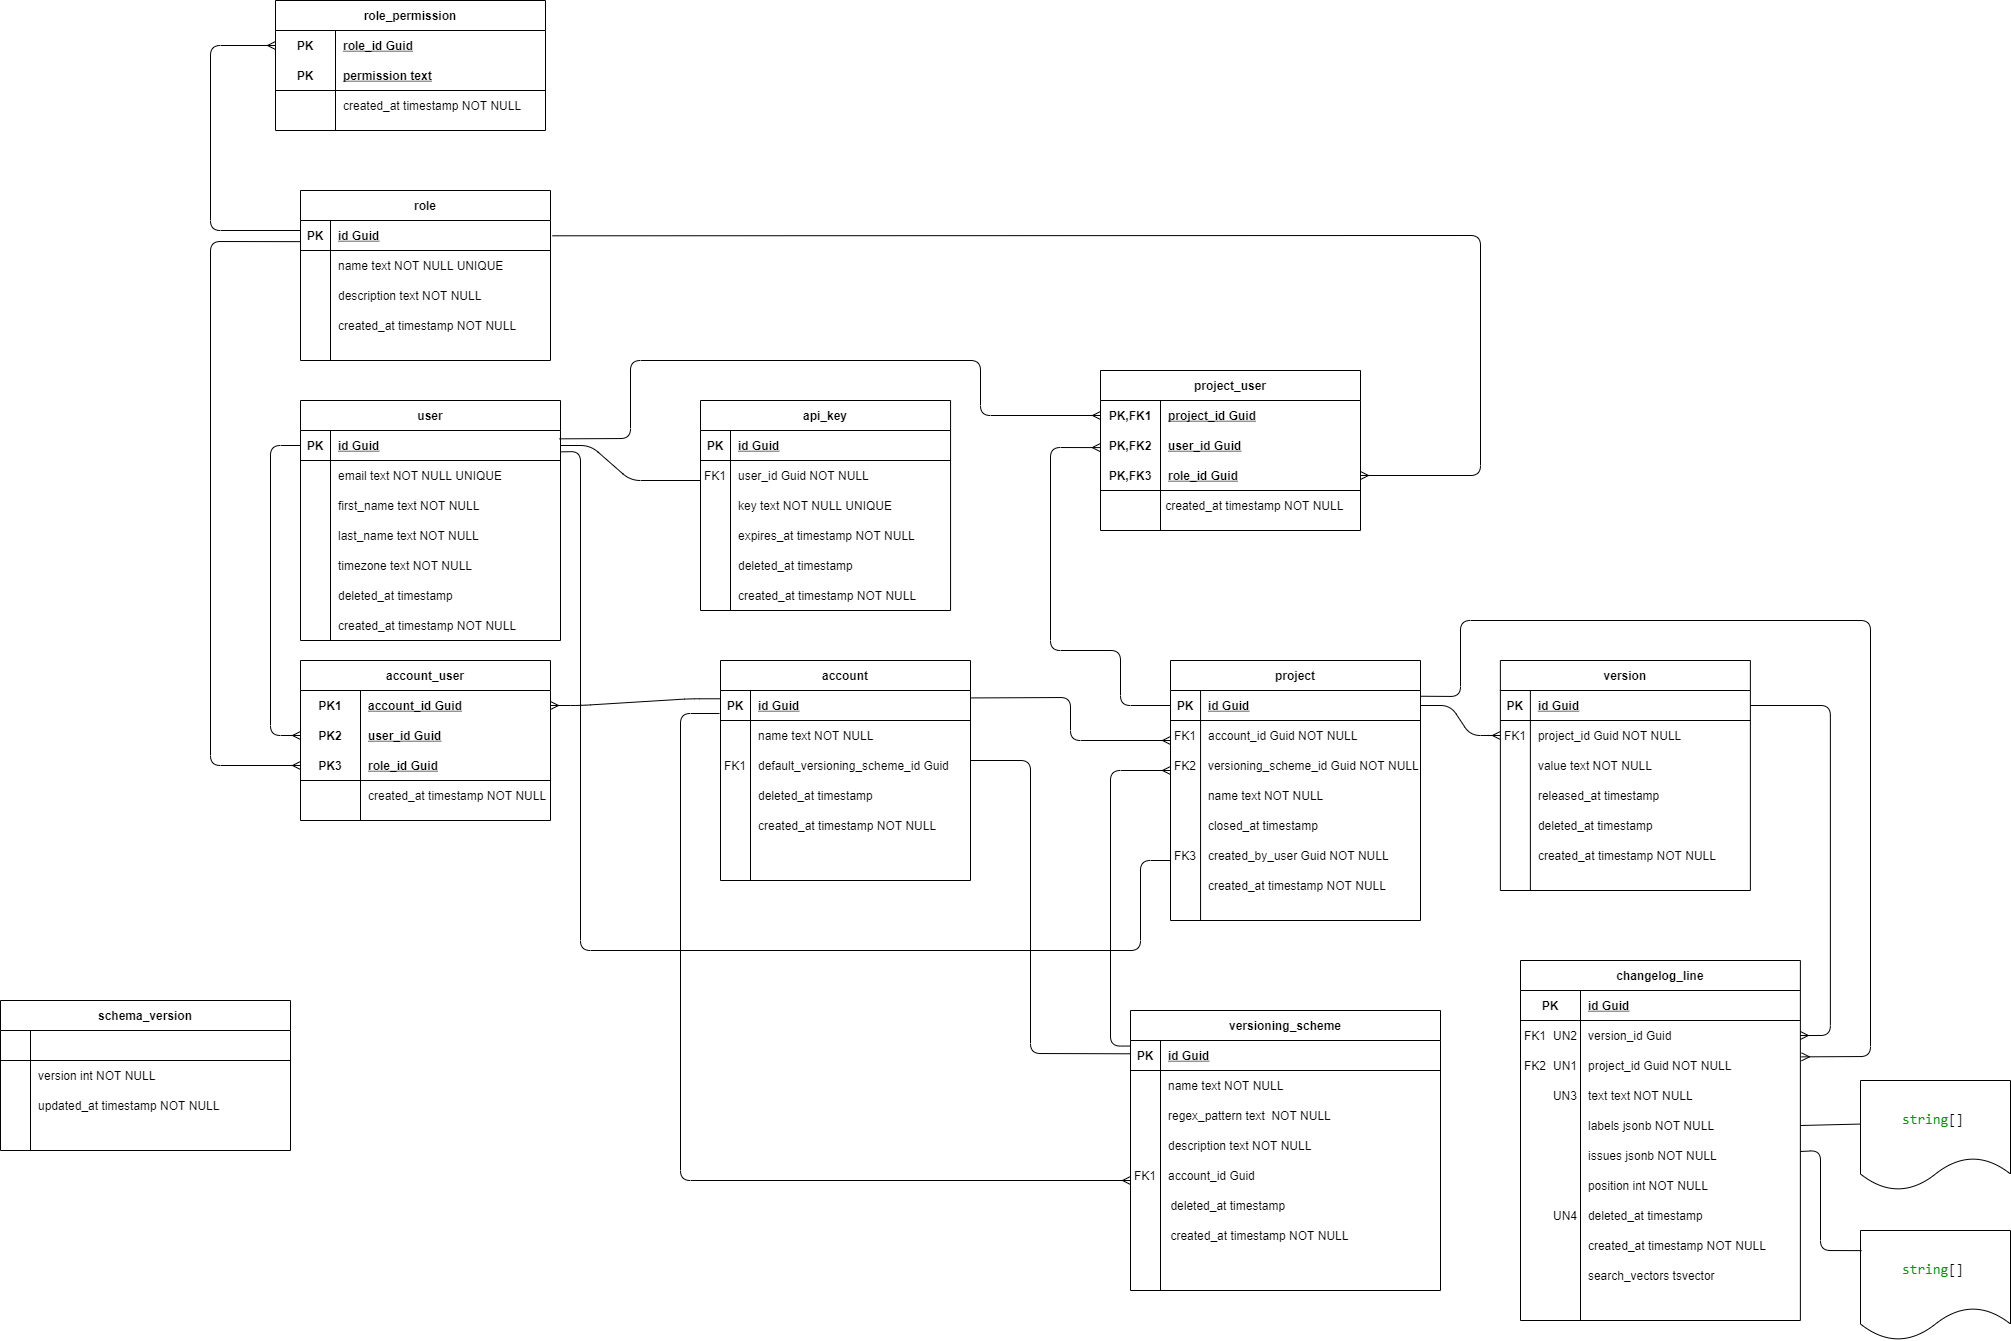 role_permission
PK role_id Guid
PK permission text
created_at timestamp NOT NULL
role
PK id Guid
name text NOT NULL UNIQUE
description text NOT NULL
created_at timestamp NOT NULL
user
PK id Guid
email text NOT NULL UNIQUE
first_name text NOT NULL
last_name text NOT NULL
timezone text NOT NULL
deleted_at timestamp
created_at timestamp NOT NULL
api_key
PK id Guid
FK1 user_id Guid NOT NULL
key text NOT NULL UNIQUE
expires_at timestamp NOT NULL
deleted_at timestamp
created_at timestamp NOT NULL
project_user
PK,FK1 project_id Guid
PK,FK2 user_id Guid
PK,FK3 role_id Guid
created_at timestamp NOT NULL
account_user
PK1 account_id Guid
PK2 user_id Guid
PK3 role_id Guid
created_at timestamp NOT NULL
account
PK id Guid
name text NOT NULL
FK1 default_versioning_scheme_id Guid
deleted_at timestamp
created_at timestamp NOT NULL
project
PK id Guid
FK1 account_id Guid NOT NULL
FK2 versioning_scheme_id Guid NOT NULL
name text NOT NULL
closed_at timestamp
FK3 created_by_user Guid NOT NULL
created_at timestamp NOT NULL
version
PK id Guid
FK1 project_id Guid NOT NULL
value text NOT NULL
released_at timestamp
deleted_at timestamp
created_at timestamp NOT NULL
schema_version
version int NOT NULL
updated_at timestamp NOT NULL
versioning_scheme
PK id Guid
name text NOT NULL
regex_pattern text NOT NULL
description text NOT NULL
FK1 account_id Guid
deleted_at timestamp
created_at timestamp NOT NULL
changelog_line
PK id Guid
FK1 UN2 version_id Guid
FK2 UN1 project_id Guid NOT NULL
UN3 text text NOT NULL
labels jsonb NOT NULL
issues jsonb NOT NULL
position int NOT NULL
UN4 deleted_at timestamp
created_at timestamp NOT NULL
search_vectors tsvector
string[]
string[]